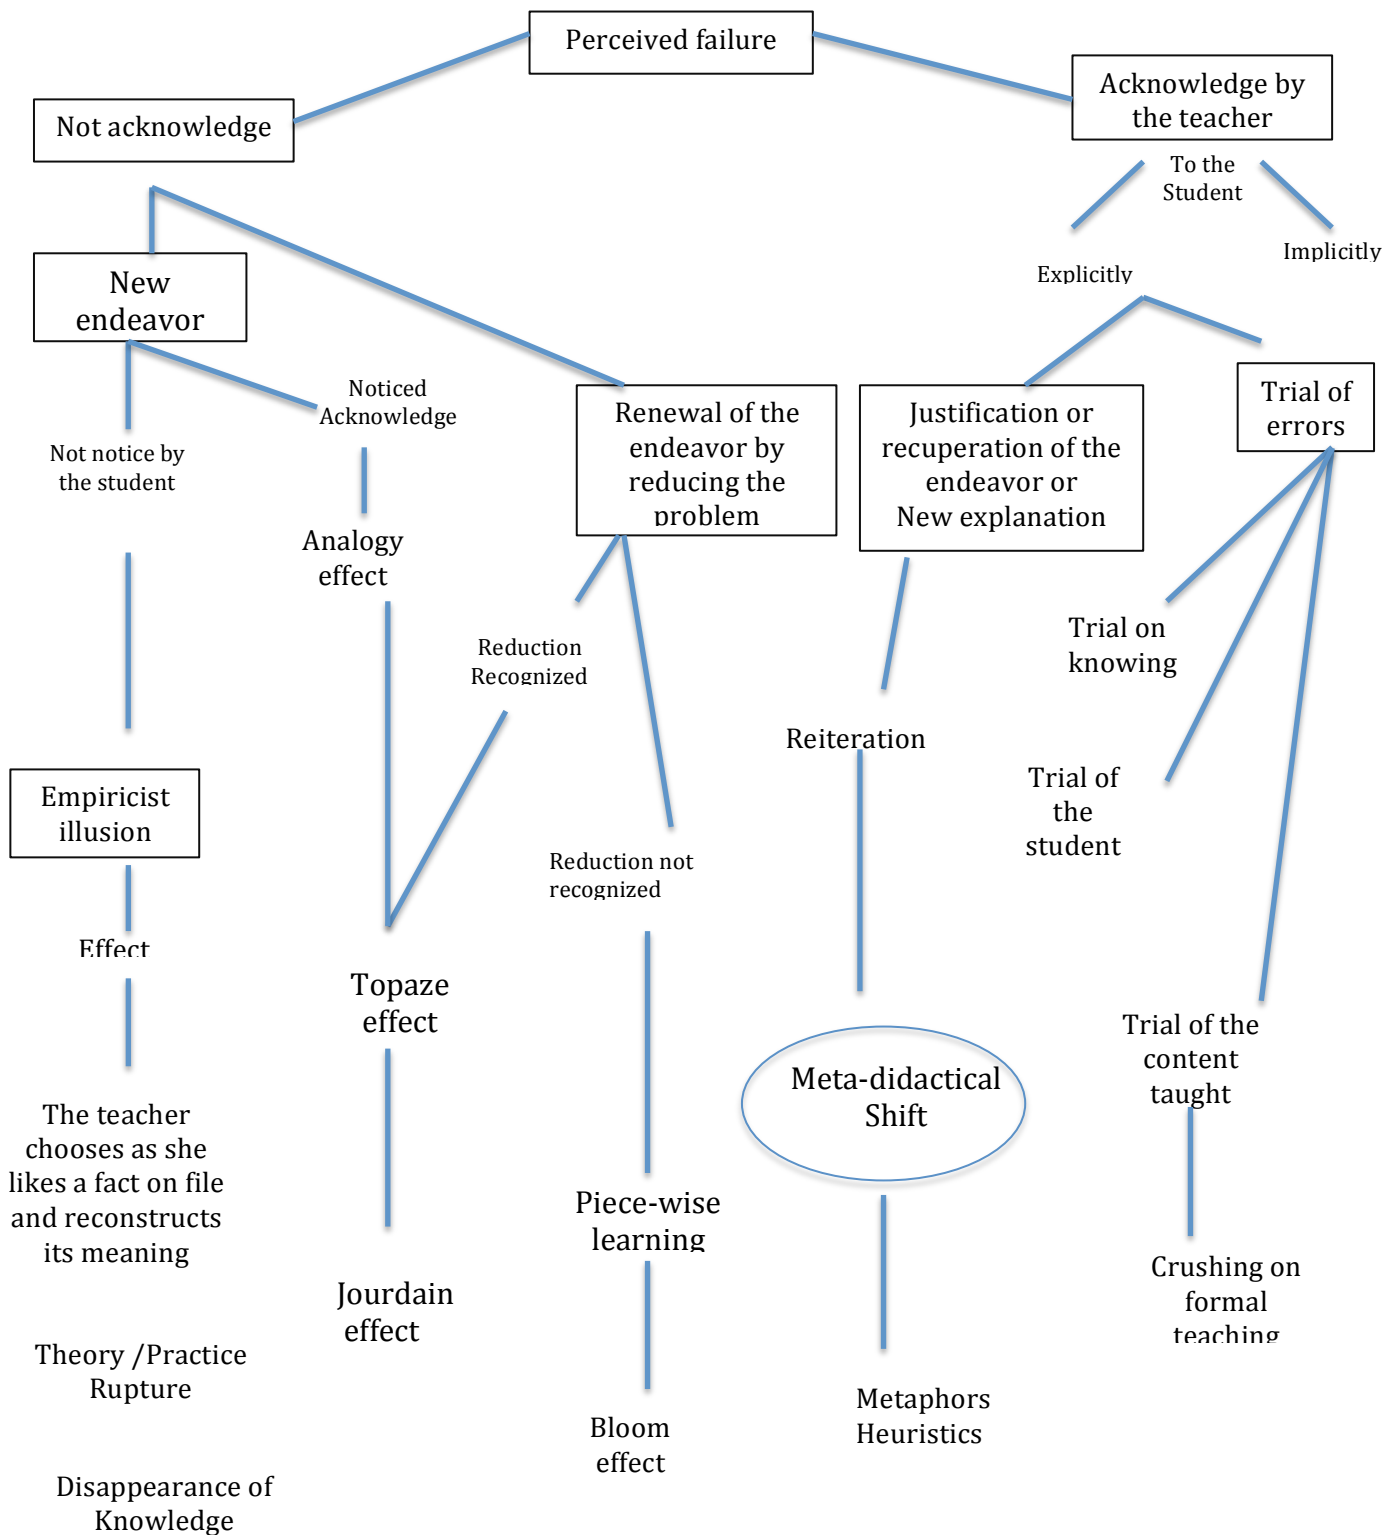 Perceived failure
Not acknowledge
Acknowledge by
the teacher
To the
Student
Explicitly
Implicitly
New
endeavor
Noticed
Acknowledge
Not notice by
the student
Renewal of the
endeavor by
reducing the
problem
Justification or
recuperation of the
endeavor or
New explanation
Trial of
errors
Analogy
effect
Reduction
Recognized
Trial on
knowing
Reiteration
Trial of
the
student
Empiricist
illusion
Reduction not
recognized
Effect
Topaze
effect
Meta-didactical
Shift
Trial of the
content
taught
The teacher
chooses as she
likes a fact on file
and reconstructs
its meaning
Piece-wise
learning
Jourdain
effect
Crushing on
formal
teaching
Theory /Practice
Rupture
Bloom
effect
Metaphors
Heuristics
Disappearance of
Knowledge